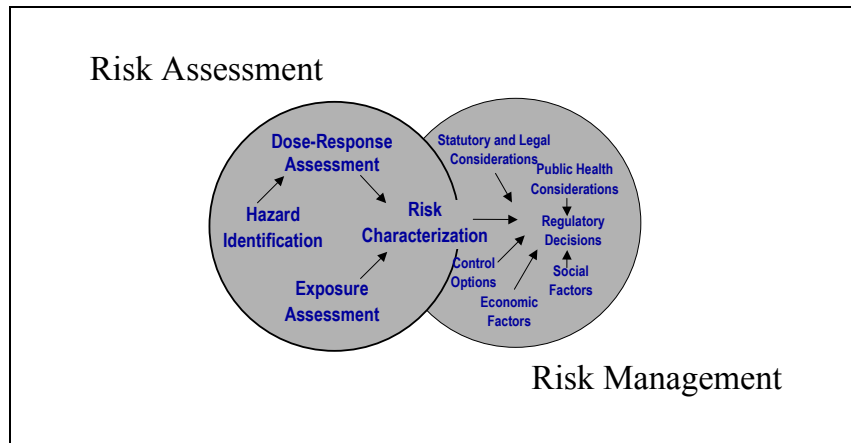 Risk Assessment
Dose-Response
Assessment
Hazard
Identification
Exposure
Assessment
Risk
Characterization
Statutory and Legal
Considerations
Public Health
Considerations
Regulatory
Decisions
Control
Options
Economic
Factors
Social
Factors
Risk Management